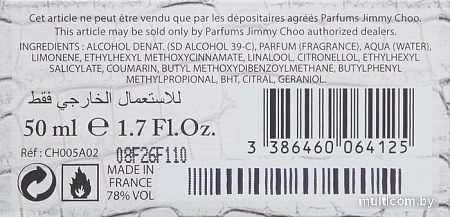 Cet article ne peut être vendu que par les dépositaires agréés Parfums Jimmy Choo.
This article may be sold only by Parfums Jimmy Choo authorized dealers.
INGREDIENTS : ALCOHOL DENAT. (SD ALCOHOL 39-C), PARFUM (FRAGRANCE), AQUA (WATER),
LIMONENE, ETHYLHEXYL METHOXYCINNAMATE, LINALOOL, CITRONELLOL, ETHYLHEXYL
SALICYLATE, COUMARIN, BUTYL METHOXYDIBENZOYLMETHANE, BUTYLPHENYL
METHYLPROPIONAL, BHT, CITRAL, GERANIOL.
للاستعمال الخارجي فقط
50 ml ℮ 1.7 Fl.Oz.
Réf : CH005A02 08F26F110
3 386460 064125
MADE IN
FRANCE
78% VOL
multicom.by